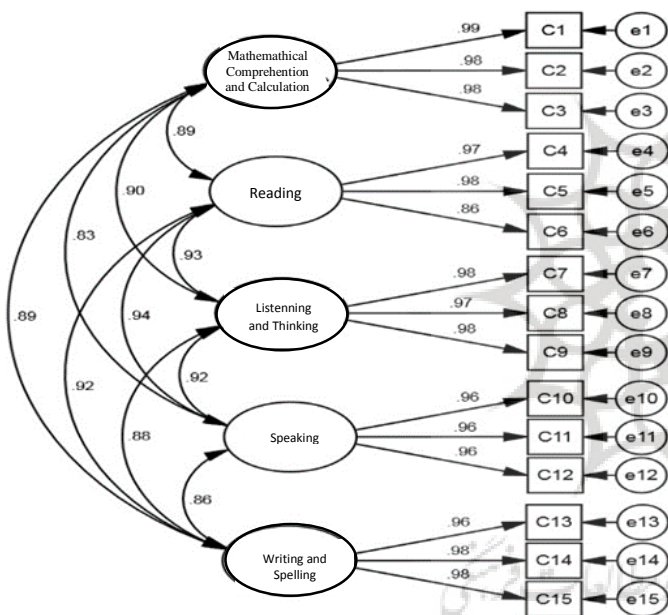 .99
C1
e1
Mathemathical
Comprehention
and Calculation
.98
C2
e2
.98
C3
e3
.89
.97
C4
e4
.90
Reading
.98
C5
e5
.86
C6
e6
.83
.93
.98
C7
e7
Listenning
and Thinking
.97
C8
e8
.89
.94
.98
C9
e9
.92
.96
C10
e10
.92
.88
Speaking
.96
C11
e11
.96
C12
e12
.86
.96
C13
e13
Writing and
Spelling
.98
C14
e14
.98
C15
e15